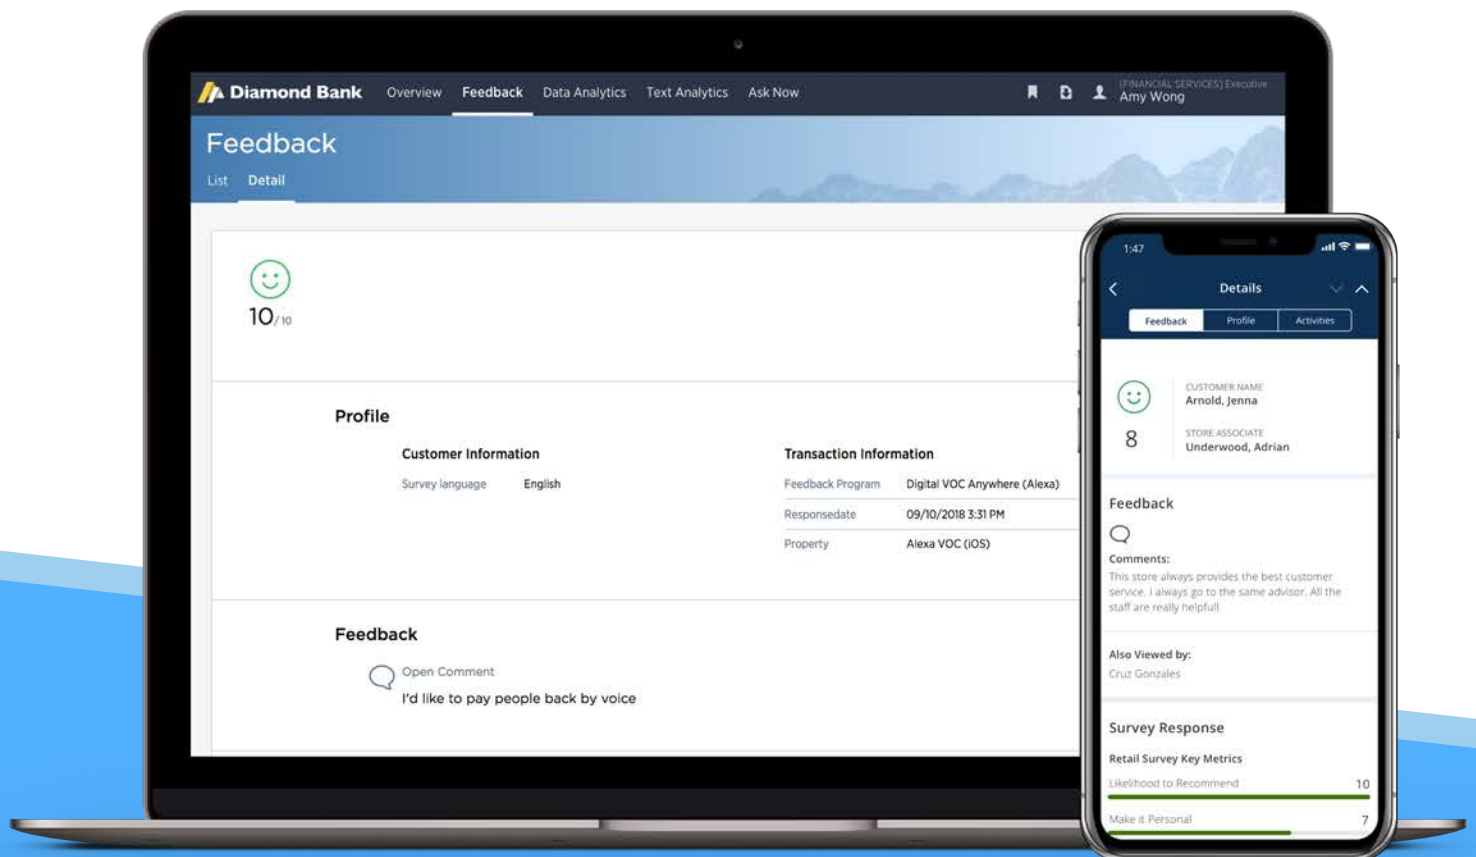 Diamond Bank Overview Feedback Data Analytics Text Analytics Ask Now
[FINANCIAL SERVICES] Executive
Amy Wong
Feedback
List Detail
10/10
Profile
Customer Information
Survey language English
Transaction Information
Feedback Program Digital VOC Anywhere (Alexa)
Responsedate 09/10/2018 3:31 PM
Property Alexa VOC (iOS)
Feedback
Open Comment
I'd like to pay people back by voice
1:47
Details
Feedback Profile Activities
8
CUSTOMER NAME
Arnold, Jenna
STORE ASSOCIATE
Underwood, Adrian
Feedback
Comments:
This store always provides the best customer
service. I always go to the same advisor. All the
staff are really helpfull
Also Viewed by:
Cruz Gonzales
Survey Response
Retail Survey Key Metrics
Likelihood to Recommend 10
Make it Personal 7